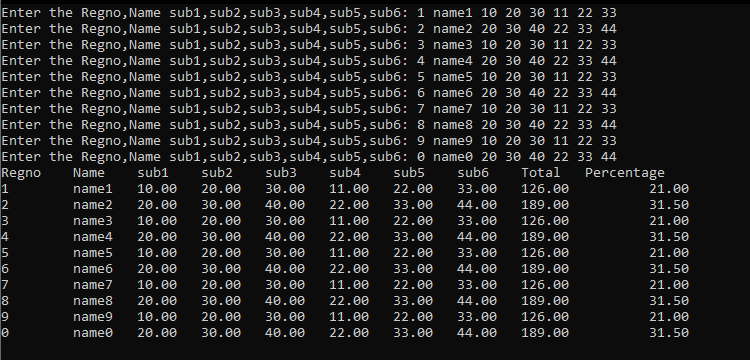 Enter the Regno,Name sub1,sub2,sub3,sub4,sub5,sub6: 1 name1 10 20 30 11 22 33
Enter the Regno,Name sub1,sub2,sub3,sub4,sub5,sub6: 2 name2 20 30 40 22 33 44
Enter the Regno,Name sub1,sub2,sub3,sub4,sub5,sub6: 3 name3 10 20 30 11 22 33
Enter the Regno,Name sub1,sub2,sub3,sub4,sub5,sub6: 4 name4 20 30 40 22 33 44
Enter the Regno,Name sub1,sub2,sub3,sub4,sub5,sub6: 5 name5 10 20 30 11 22 33
Enter the Regno,Name sub1,sub2,sub3,sub4,sub5,sub6: 6 name6 20 30 40 22 33 44
Enter the Regno,Name sub1,sub2,sub3,sub4,sub5,sub6: 7 name7 10 20 30 11 22 33
Enter the Regno,Name sub1,sub2,sub3,sub4,sub5,sub6: 8 name8 20 30 40 22 33 44
Enter the Regno,Name sub1,sub2,sub3,sub4,sub5,sub6: 9 name9 10 20 30 11 22 33
Enter the Regno,Name sub1,sub2,sub3,sub4,sub5,sub6: 0 name0 20 30 40 22 33 44
Regno    Name    sub1    sub2    sub3    sub4    sub5    sub6    Total   Percentage
1        name1   10.00   20.00   30.00   11.00   22.00   33.00   126.00          21.00
2        name2   20.00   30.00   40.00   22.00   33.00   44.00   189.00          31.50
3        name3   10.00   20.00   30.00   11.00   22.00   33.00   126.00          21.00
4        name4   20.00   30.00   40.00   22.00   33.00   44.00   189.00          31.50
5        name5   10.00   20.00   30.00   11.00   22.00   33.00   126.00          21.00
6        name6   20.00   30.00   40.00   22.00   33.00   44.00   189.00          31.50
7        name7   10.00   20.00   30.00   11.00   22.00   33.00   126.00          21.00
8        name8   20.00   30.00   40.00   22.00   33.00   44.00   189.00          31.50
9        name9   10.00   20.00   30.00   11.00   22.00   33.00   126.00          21.00
0        name0   20.00   30.00   40.00   22.00   33.00   44.00   189.00          31.50